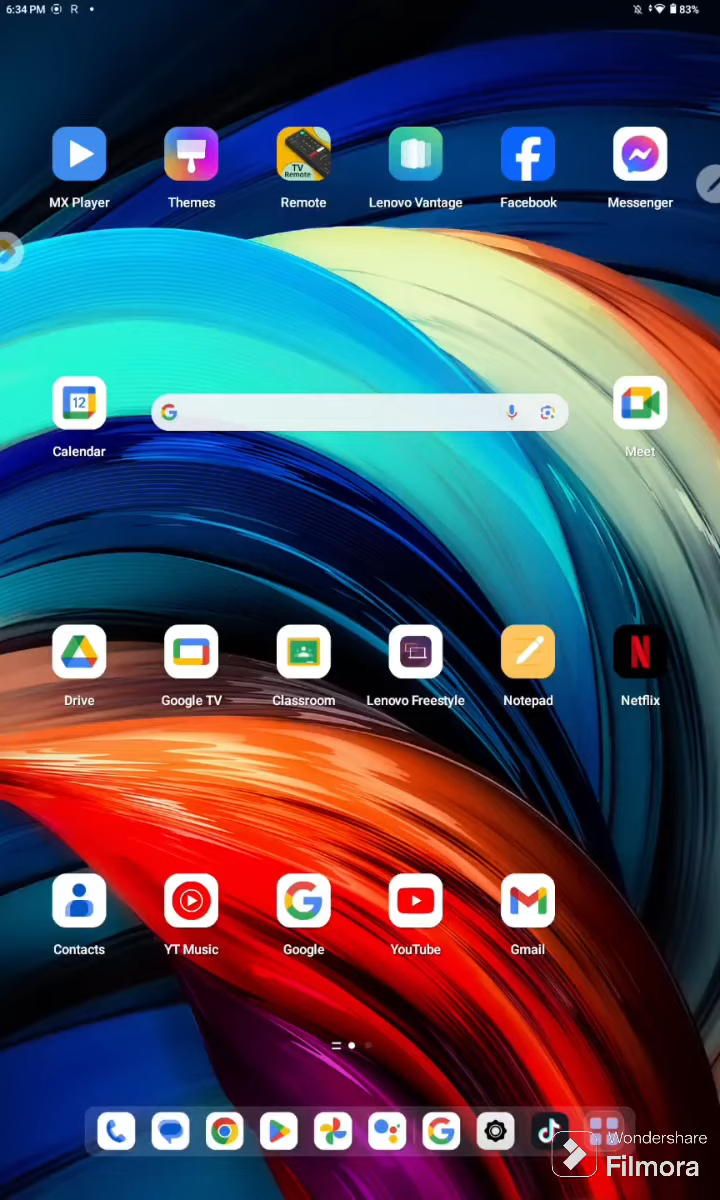 6:34 PM R 83%
TV
Remote
MX Player Themes Remote Lenovo Vantage Facebook Messenger
12
Calendar Meet
Drive Google TV Classroom Lenovo Freestyle Notepad Netflix
Contacts YT Music Google YouTube Gmail
Wondershare
Filmora